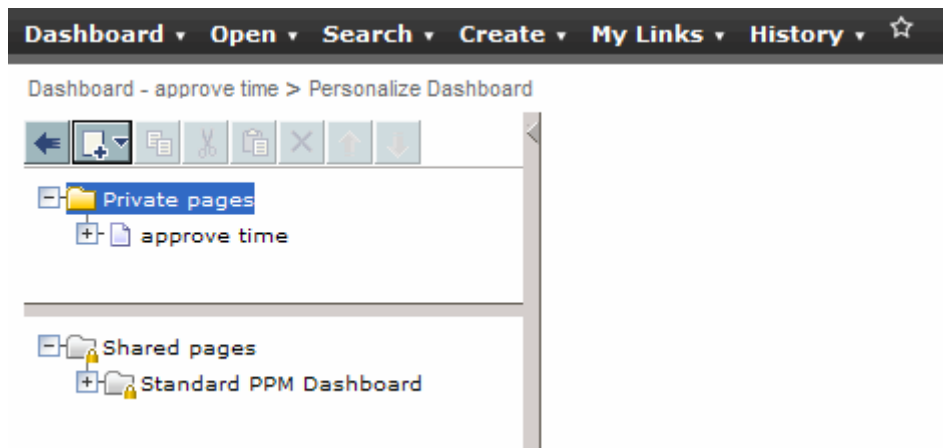 Dashboard Open Search Create My Links History
Dashboard - approve time > Personalize Dashboard
Private pages
approve time
Shared pages
Standard PPM Dashboard